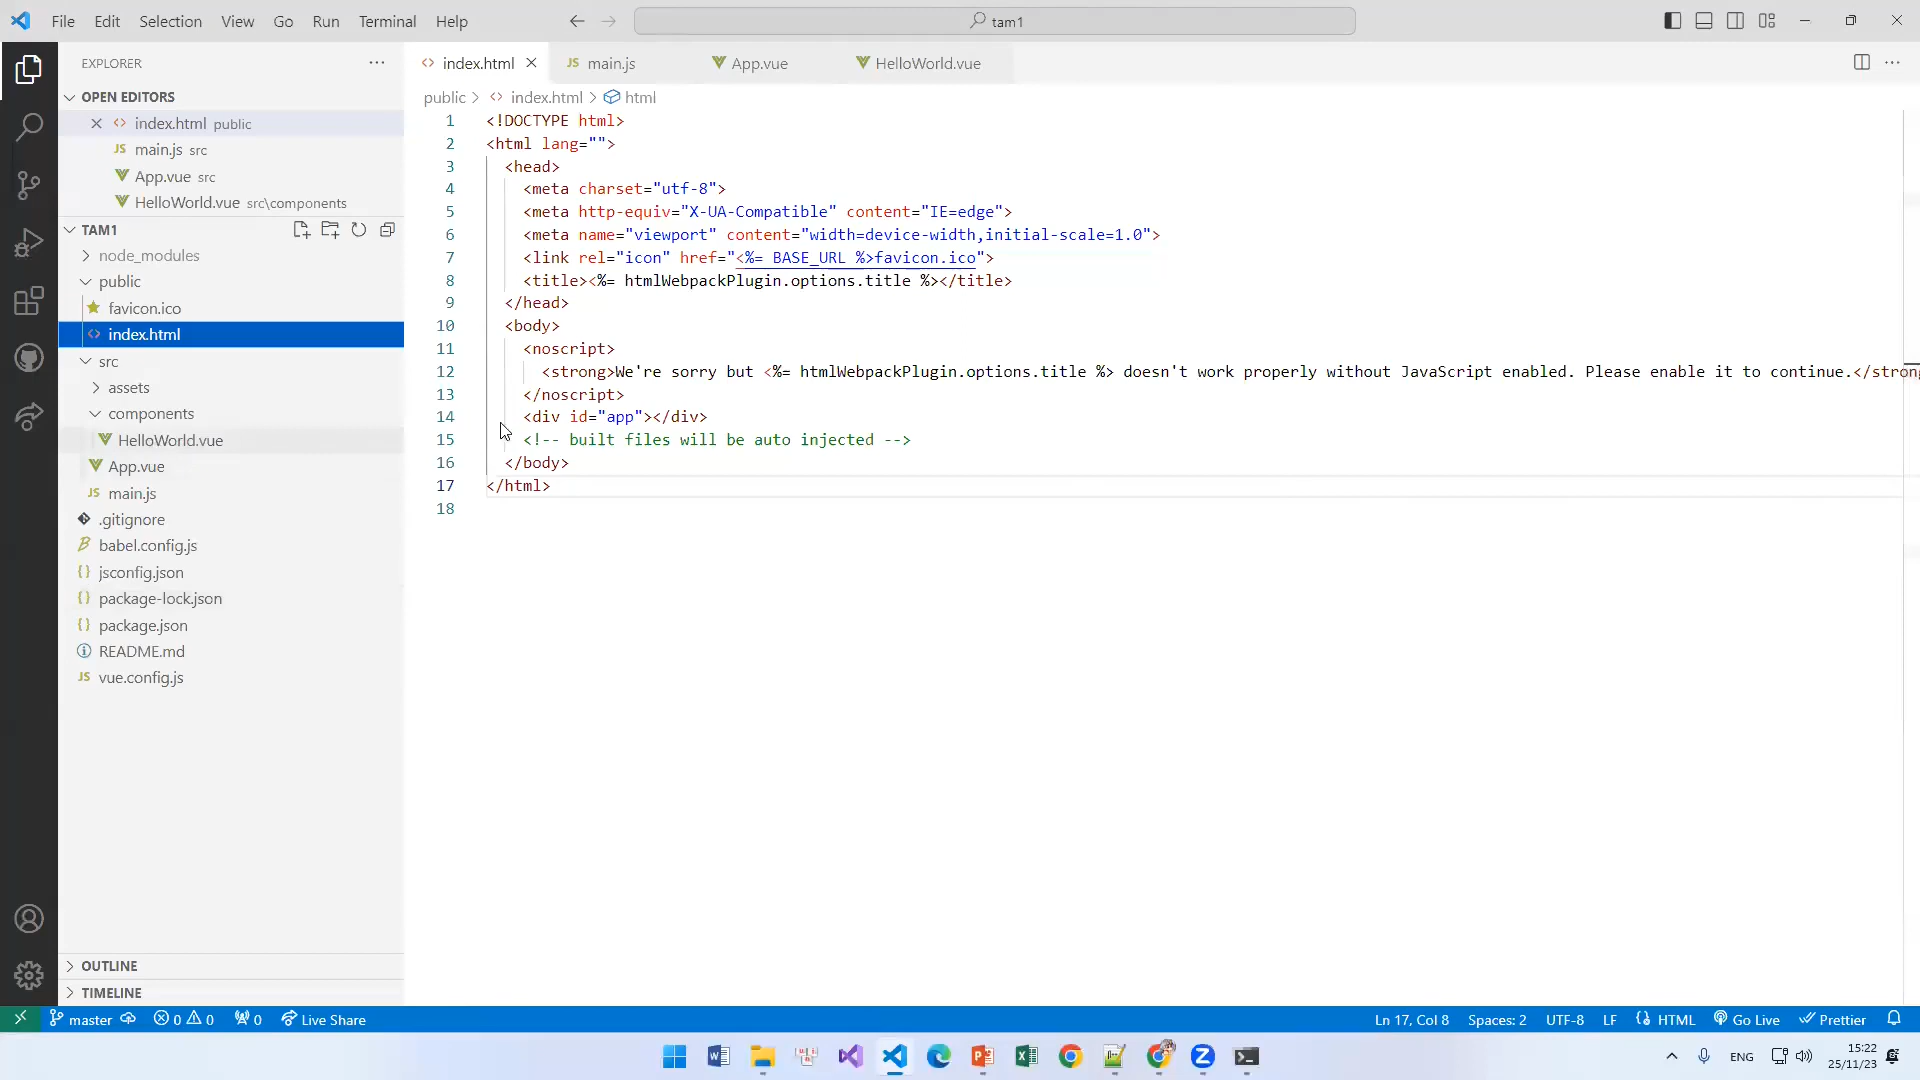 File Edit Selection View Go Run Terminal Help
tam1
EXPLORER
OPEN EDITORS
index.html public
JS main.js src
App.vue src
HelloWorld.vue src\components
TAM1
node_modules
public
favicon.ico
index.html
src
assets
components
HelloWorld.vue
App.vue
JS main.js
.gitignore
babel.config.js
{} jsconfig.json
{} package-lock.json
{} package.json
README.md
JS vue.config.js
OUTLINE
TIMELINE
index.html JS main.js App.vue HelloWorld.vue
public > index.html > html
1 <!DOCTYPE html>
2 <html lang="">
3 <head>
4 <meta charset="utf-8">
5 <meta http-equiv="X-UA-Compatible" content="IE=edge">
6 <meta name="viewport" content="width=device-width,initial-scale=1.0">
7 <link rel="icon" href="<%= BASE_URL %>favicon.ico">
8 <title><%= htmlWebpackPlugin.options.title %></title>
9 </head>
10 <body>
11 <noscript>
12 <strong>We're sorry but <%= htmlWebpackPlugin.options.title %> doesn't work properly without JavaScript enabled. Please enable it to continue.</strong
13 </noscript>
14 <div id="app"></div>
15 <!-- built files will be auto injected -->
16 </body>
17 </html>
18
master 0 0 0 Live Share Ln 17, Col 8 Spaces: 2 UTF-8 LF HTML Go Live Prettier
ENG 15:22
25/11/23